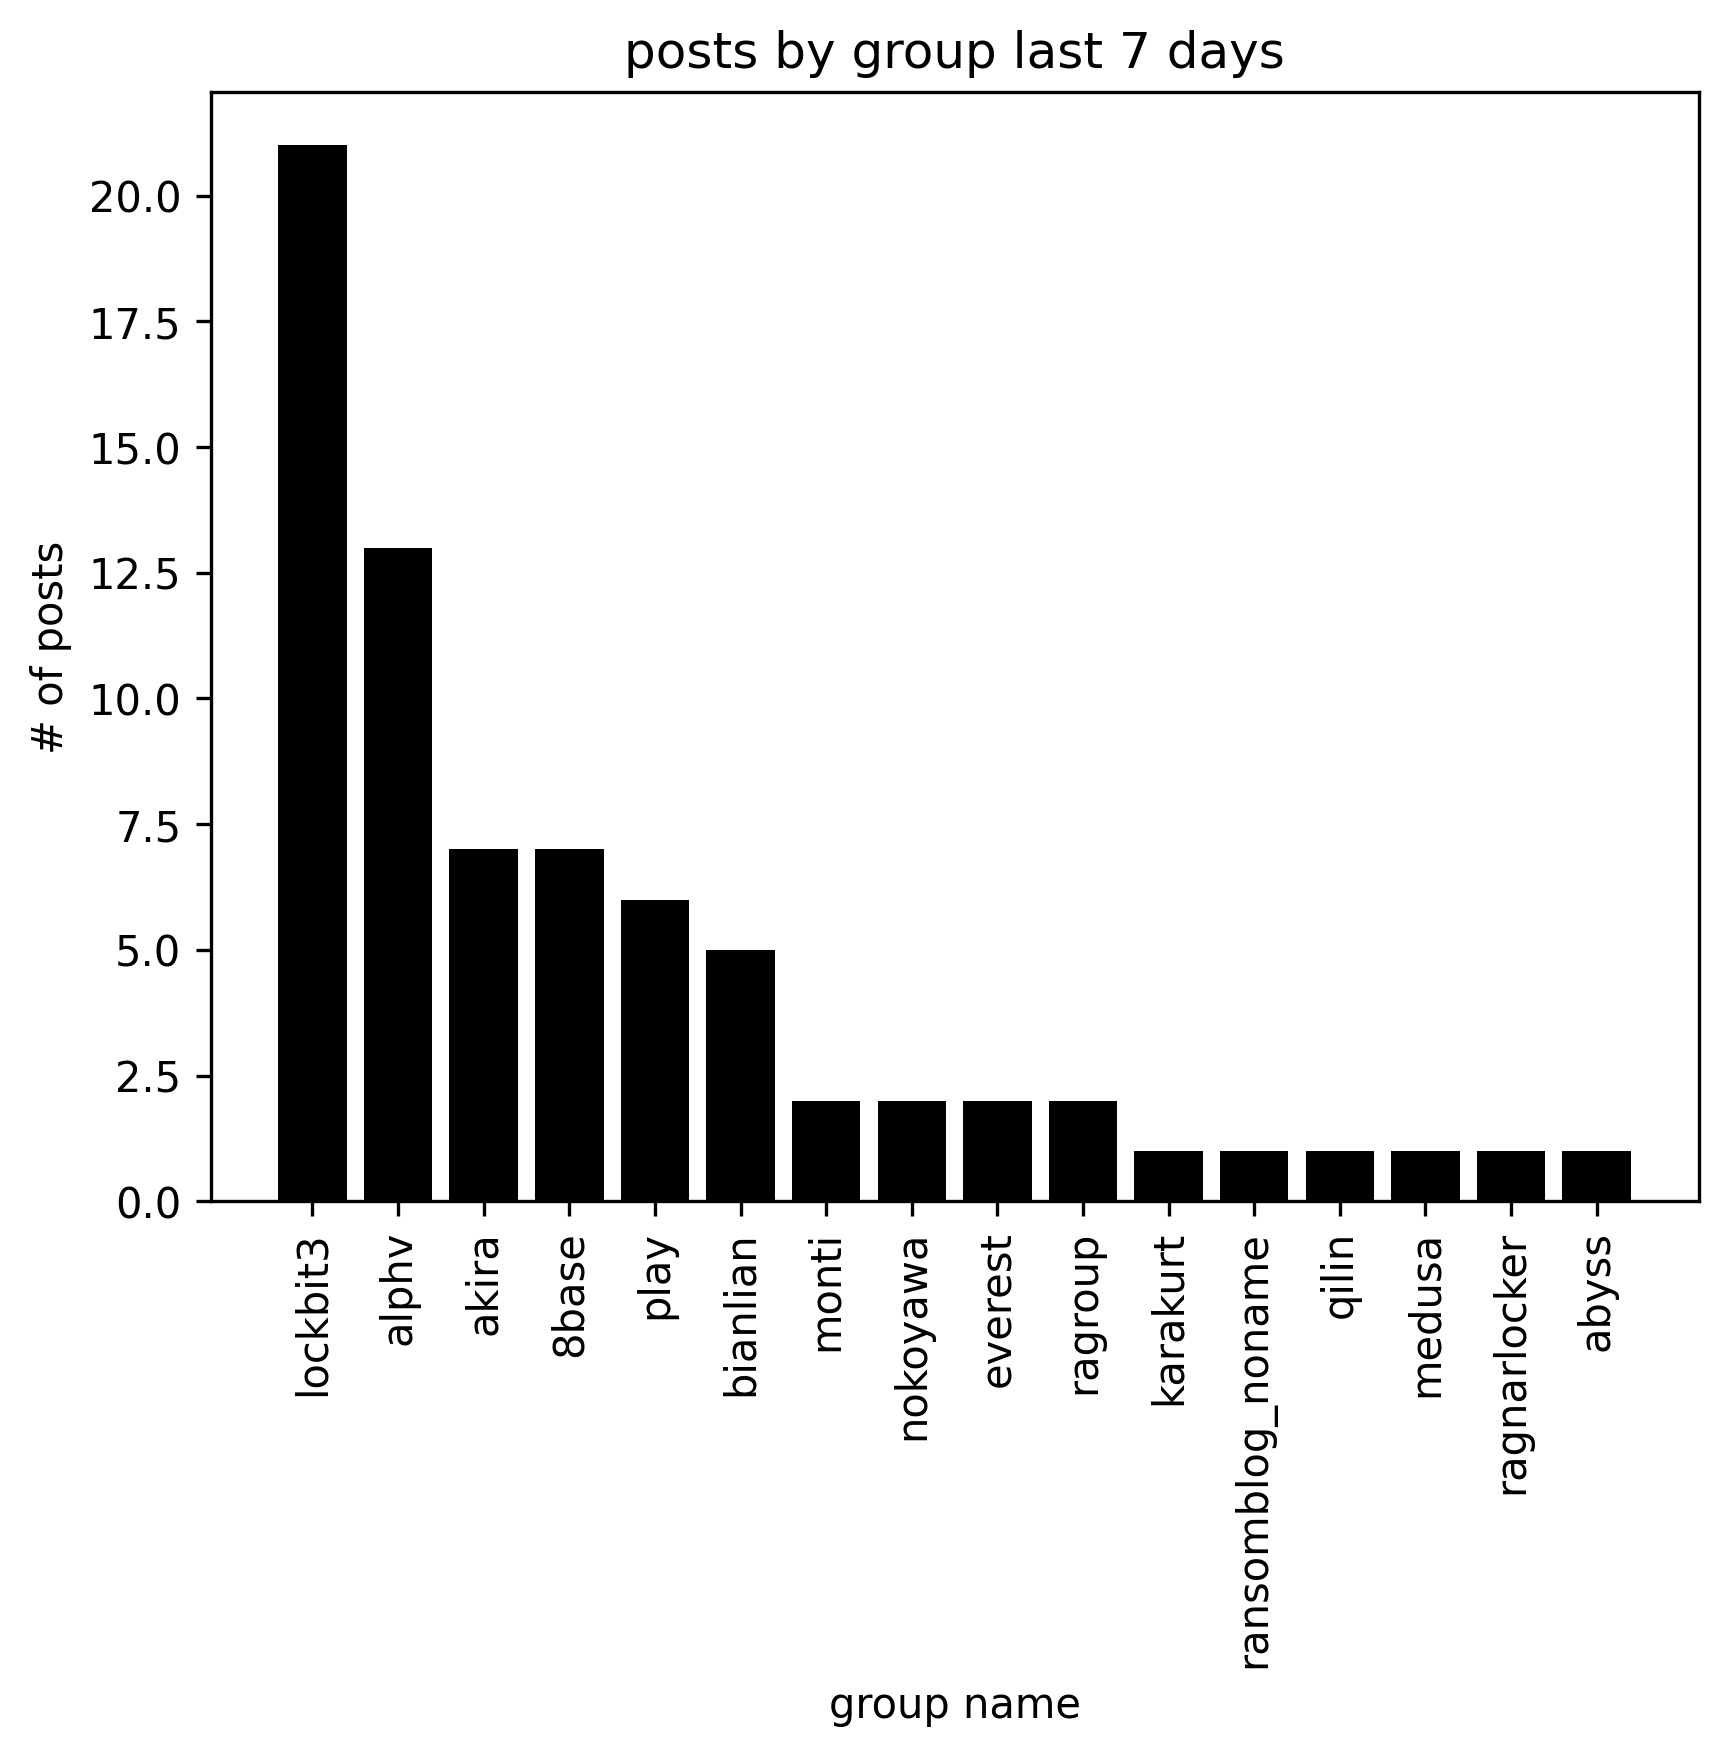 posts by group last 7 days
# of posts
20.0
17.5
15.0
12.5
10.0
7.5
5.0
2.5
0.0
lockbit3
alphv
akira
8base
play
bianlian
monti
nokoyawa
everest
ragroup
karakurt
ransomblog_noname
qilin
medusa
ragnarlocker
abyss
group name